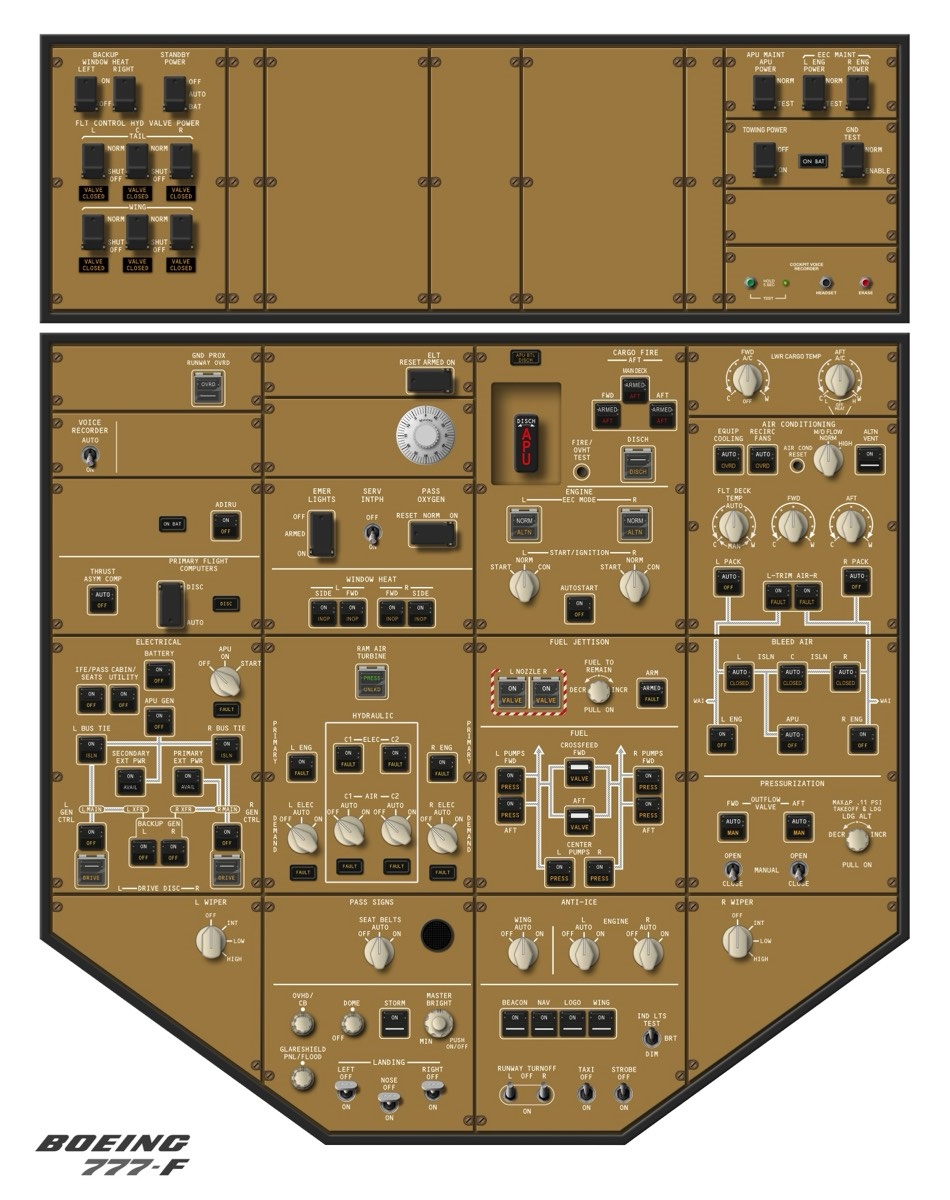 BACKUP
WINDOW HEAT
LEFT RIGHT
ON
OFF
STANDBY
POWER
OFF
AUTO
BAT
FLT CONTROL HYD VALVE POWER
L C R
TAIL
NORM NORM
SHUT OFF SHUT OFF
VALVE CLOSED VALVE CLOSED VALVE CLOSED
WING
NORM NORM
SHUT OFF SHUT OFF
VALVE CLOSED VALVE CLOSED VALVE CLOSED
APU MAINT
APU
POWER
NORM
TEST
EEC MAINT
L ENG POWER R ENG POWER
NORM
TEST
TOWING POWER
OFF
ON
ON BAT
GND
TEST
NORM
ENABLE
COCKPIT VOICE
RECORDER
HOLD
5 SEC
TEST
HEADSET
ERASE
GND PROX
RUNWAY OVRD
OVRD
VOICE
RECORDER
AUTO
ON
ON BAT
ADIRU
ON
OFF
THRUST
ASYM COMP
AUTO
OFF
PRIMARY FLIGHT
COMPUTERS
DISC
AUTO
DISC
ELT
RESET ARMED ON
EMER
LIGHTS
OFF
ARMED
ON
SERV
INTPH
OFF
ON
PASS
OXYGEN
RESET NORM ON
WINDOW HEAT
L R
SIDE FWD FWD SIDE
ON ON ON ON
INOP INOP INOP INOP
APU BTL
DISCH
DISCH
APU
CARGO FIRE
AFT
MAIN DECK
ARMED
AFT
FWD AFT
ARMED ARMED
AFT AFT
FIRE/
OVHT
TEST
DISCH
DISCH
ENGINE
L EEC MODE R
NORM NORM
ALTN ALTN
L START/IGNITION R
NORM NORM
START CON START CON
AUTOSTART
ON
OFF
FWD
A/C
LWR CARGO TEMP
AFT
A/C
C W
OFF
C L H W
OFF
HEAT
AIR CONDITIONING
EQUIP
COOLING
AUTO
OVRD
RECIRC
FANS
AUTO
OVRD
AIR COND
RESET
M/D FLOW
NORM
HIGH
ALTN
VENT
ON
FLT DECK
TEMP
AUTO
C W
MAN
FWD
C W
AFT
C W
L PACK
AUTO
OFF
L-TRIM AIR-R
ON ON
FAULT FAULT
R PACK
AUTO
OFF
ELECTRICAL
IFE/PASS
SEATS
ON
OFF
CABIN/
UTILITY
ON
OFF
BATTERY
ON
OFF
APU
OFF ON START
FAULT
APU GEN
ON
OFF
L BUS TIE
ON
ISLN
R BUS TIE
ON
ISLN
SECONDARY
EXT PWR
ON
AVAIL
PRIMARY
EXT PWR
ON
AVAIL
L MAIN L XFR R XFR R MAIN
L
GEN
CTRL
ON
OFF
BACKUP GEN
L R
ON ON
OFF OFF
R
GEN
CTRL
ON
OFF
DRIVE DRIVE
L DRIVE DISC R
RAM AIR
TURBINE
PRESS
UNLKD
HYDRAULIC
PRIMARY
PRIMARY
L ENG
ON
FAULT
C1 ELEC C2
ON ON
FAULT FAULT
R ENG
ON
FAULT
L ELEC
AUTO
OFF ON
C1 AIR C2
AUTO AUTO
OFF ON OFF ON
R ELEC
AUTO
OFF ON
DEMAND
DEMAND
FAULT FAULT FAULT FAULT
FUEL JETTISON
L NOZZLE R
ON ON
VALVE VALVE
FUEL TO
REMAIN
DECR INCR
PULL ON
ARM
ARMED
FAULT
FUEL
L PUMPS
FWD
ON
PRESS
ON
PRESS
AFT
CROSSFEED
FWD
VALVE
AFT
VALVE
R PUMPS
FWD
ON
PRESS
ON
PRESS
AFT
CENTER
L PUMPS R
ON ON
PRESS PRESS
BLEED AIR
L ISLN C ISLN R
AUTO AUTO AUTO
CLOSED CLOSED CLOSED
WAI WAI
L ENG
ON
OFF
APU
AUTO
OFF
R ENG
ON
OFF
PRESSURIZATION
OUTFLOW
FWD VALVE AFT
AUTO AUTO
MAN MAN
MAX∆P .11 PSI
TAKEOFF & LDG
LDG ALT
DECR INCR
PULL ON
OPEN OPEN
MANUAL
CLOSE CLOSE
L WIPER
OFF
INT
LOW
HIGH
PASS SIGNS
SEAT BELTS
AUTO
OFF ON
ANTI-ICE
WING
AUTO
OFF ON
ENGINE
L R
AUTO AUTO
OFF ON OFF ON
R WIPER
OFF
INT
LOW
HIGH
OVHD/
CB
DOME
OFF
STORM
ON
MASTER
BRIGHT
MIN
PUSH
ON/OFF
GLARESHIELD
PNL/FLOOD
LANDING
LEFT
OFF
ON
NOSE
OFF
ON
RIGHT
OFF
ON
BEACON NAV LOGO WING
ON ON ON ON
IND LTS
TEST
BRT
DIM
RUNWAY TURNOFF
L OFF R
ON
TAXI
OFF
ON
STROBE
OFF
ON
BOEING
777-F